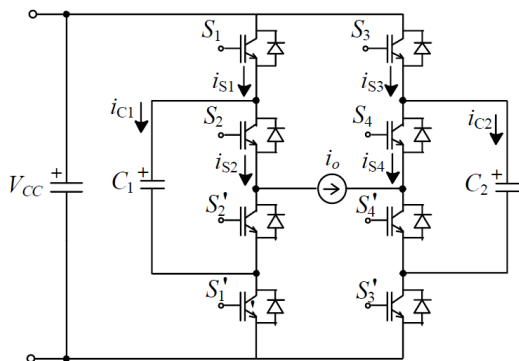 S1
S3
iS1
iS3
iC1
S2
S4
iC2
iS2
io
iS4
VCC
+
C1
+
C2
+
S2'
S4'
S1'
S3'